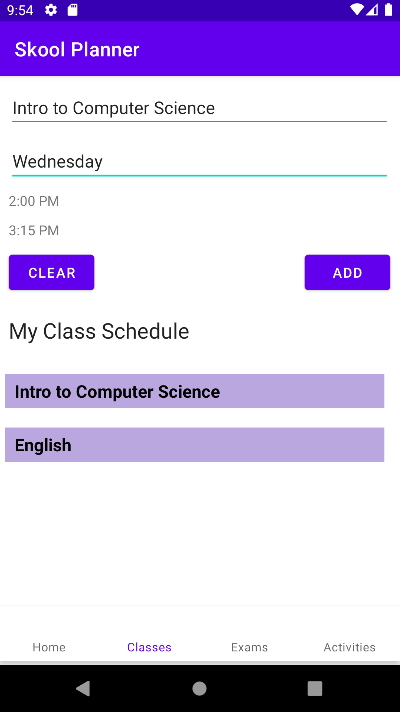 9:54
Skool Planner
Intro to Computer Science
Wednesday
2:00 PM
3:15 PM
CLEAR ADD
My Class Schedule
Intro to Computer Science
English
Home Classes Exams Activities